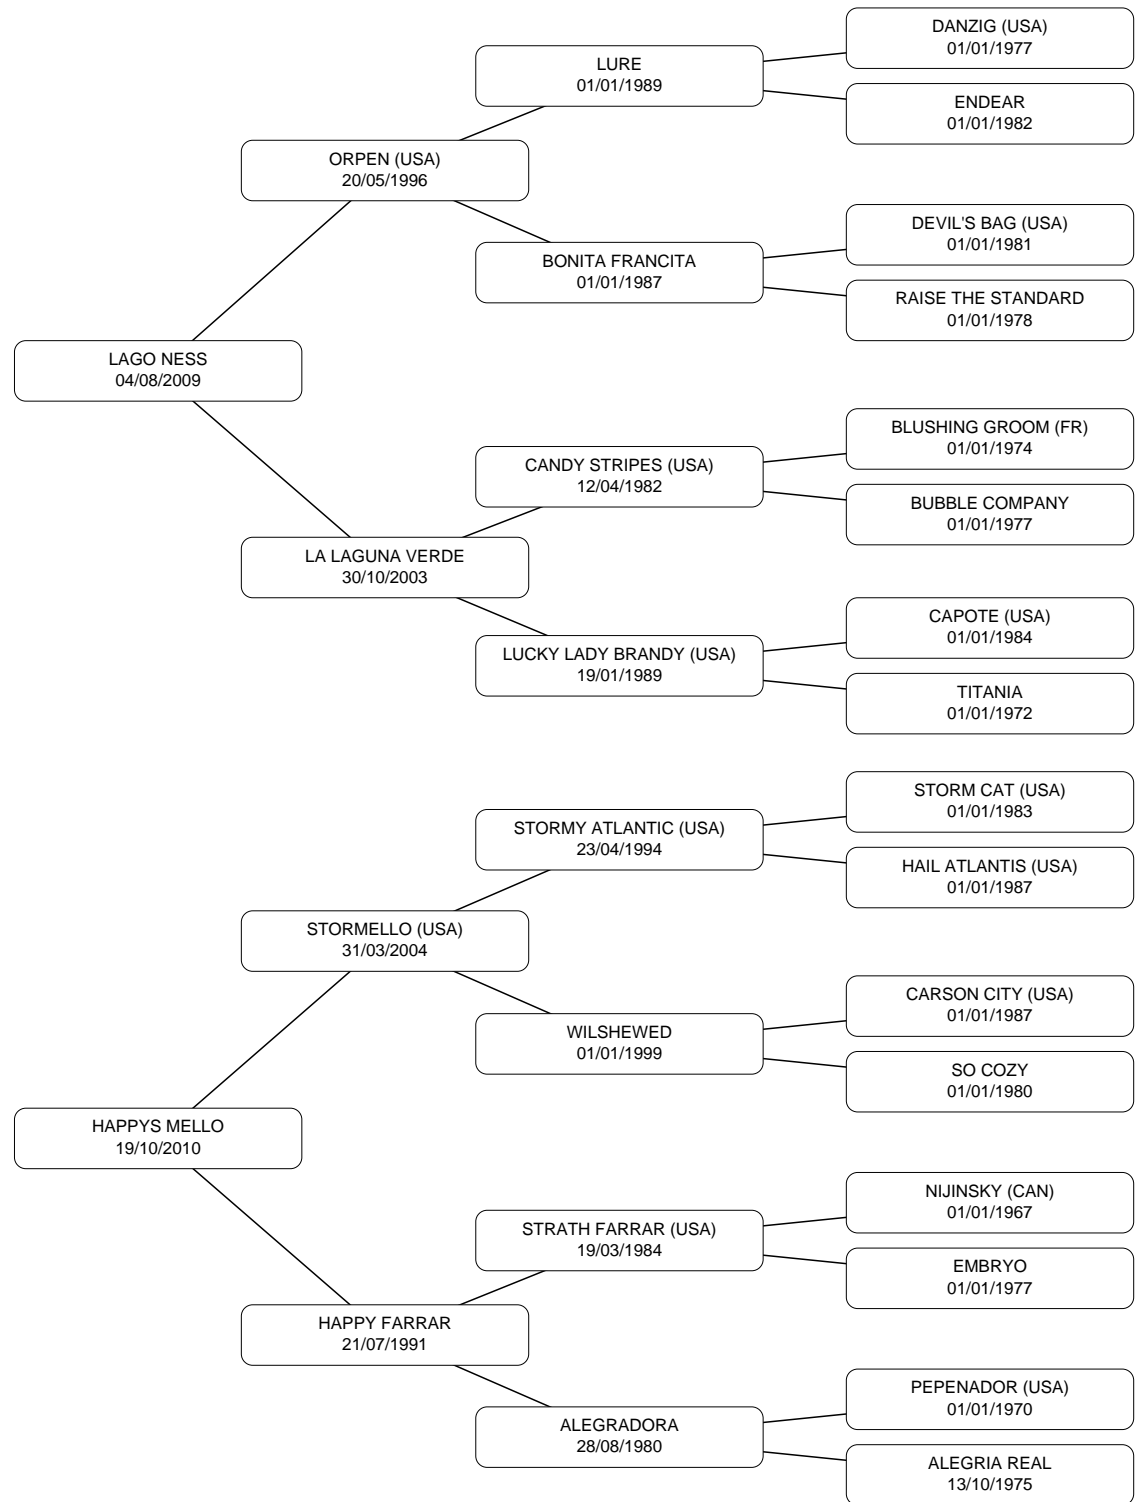 DANZIG (USA)
01/01/1977
LURE
01/01/1989
ENDEAR
01/01/1982
ORPEN (USA)
20/05/1996
DEVIL'S BAG (USA)
01/01/1981
BONITA FRANCITA
01/01/1987
RAISE THE STANDARD
01/01/1978
LAGO NESS
04/08/2009
BLUSHING GROOM (FR)
01/01/1974
CANDY STRIPES (USA)
12/04/1982
BUBBLE COMPANY
01/01/1977
LA LAGUNA VERDE
30/10/2003
CAPOTE (USA)
01/01/1984
LUCKY LADY BRANDY (USA)
19/01/1989
TITANIA
01/01/1972
STORM CAT (USA)
01/01/1983
STORMY ATLANTIC (USA)
23/04/1994
HAIL ATLANTIS (USA)
01/01/1987
STORMELLO (USA)
31/03/2004
CARSON CITY (USA)
01/01/1987
WILSHEWED
01/01/1999
SO COZY
01/01/1980
HAPPYS MELLO
19/10/2010
NIJINSKY (CAN)
01/01/1967
STRATH FARRAR (USA)
19/03/1984
EMBRYO
01/01/1977
HAPPY FARRAR
21/07/1991
PEPENADOR (USA)
01/01/1970
ALEGRADORA
28/08/1980
ALEGRIA REAL
13/10/1975